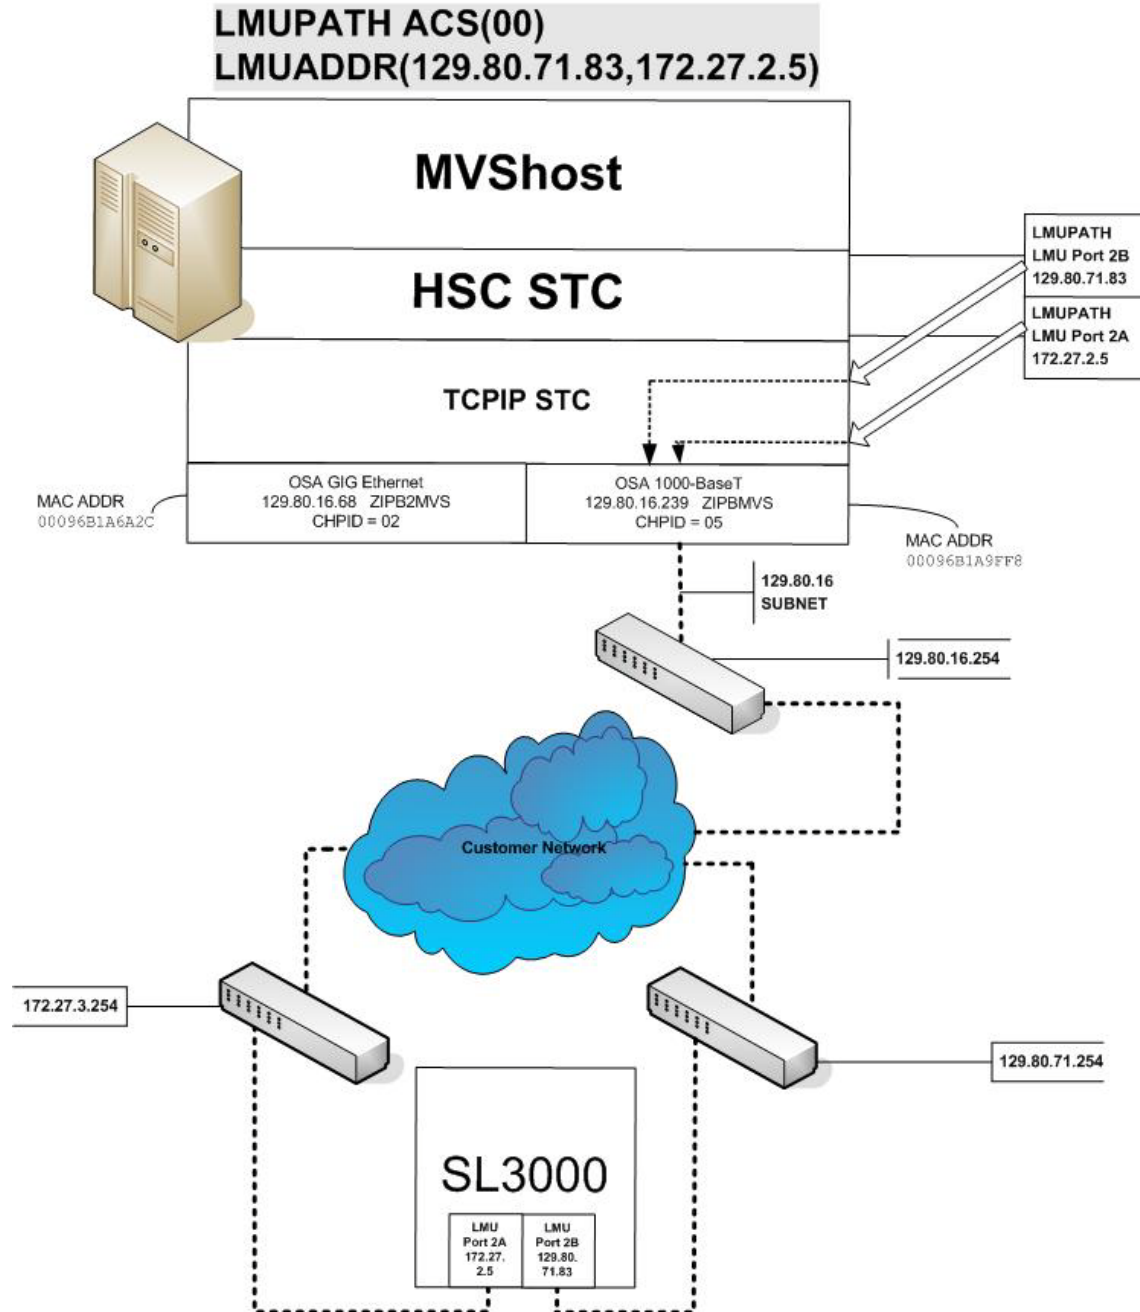 LMUPATH ACS(00)
LMUADDR(129.80.71.83,172.27.2.5)
MVShost
HSC STC
TCPIP STC
LMUPATH
LMU Port 2B
129.80.71.83
LMUPATH
LMU Port 2A
172.27.2.5
OSA GIG Ethernet
129.80.16.68 ZIPB2MVS
CHPID = 02
OSA 1000-BaseT
129.80.16.239 ZIPBMVS
CHPID = 05
MAC ADDR
00096B1A6A2C
MAC ADDR
00096B1A9FF8
129.80.16
SUBNET
129.80.16.254
Customer Network
172.27.3.254
129.80.71.254
SL3000
LMU
Port 2A
172.27.
2.5
LMU
Port 2B
129.80.
71.83